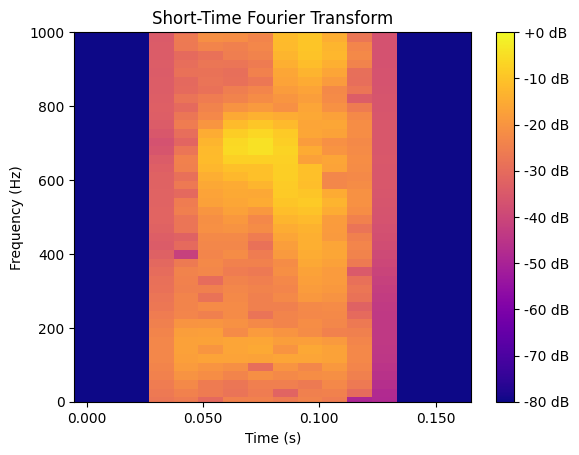 Short-Time Fourier Transform
1000
800
600
400
200
0
Frequency (Hz)
0.000
0.050
0.100
0.150
Time (s)
+0 dB
-10 dB
-20 dB
-30 dB
-40 dB
-50 dB
-60 dB
-70 dB
-80 dB